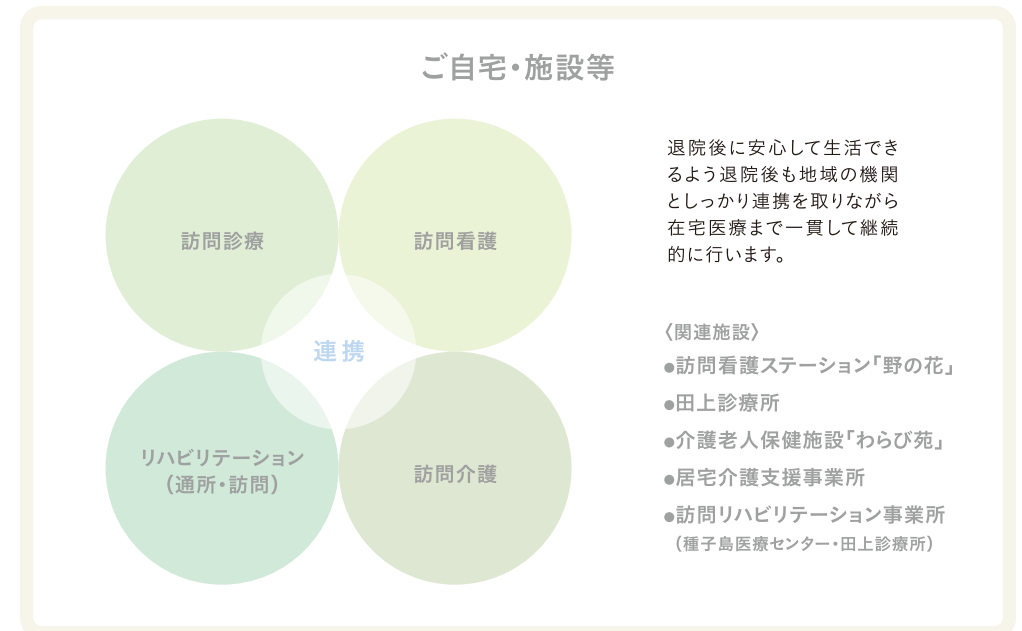 ご自宅・施設等
訪問診療
訪問看護
連携
リハビリテーション
（通所・訪問）
訪問介護
退院後に安心して生活でき
るよう退院後も地域の機関
としっかり連携を取りながら
在宅医療まで一貫して継続
的に行います。
〈関連施設〉
●訪問看護ステーション「野の花」
●田上診療所
●介護老人保健施設「わらび苑」
●居宅介護支援事業所
●訪問リハビリテーション事業所
（種子島医療センター・田上診療所）